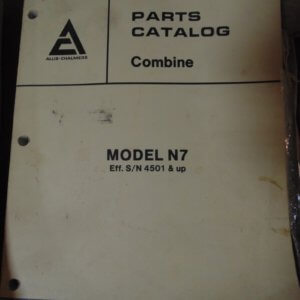 PARTS
CATALOG
Combine
ALLIS-CHALMERS
MODEL N7
Eff. S/N 4501 & up